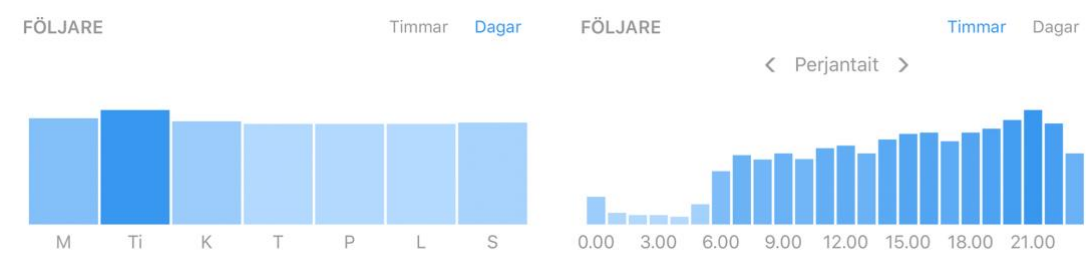 FÖLJARE Timmar Dagar
M Ti K T P L S
FÖLJARE Timmar Dagar
< Perjantait >
0.00 3.00 6.00 9.00 12.00 15.00 18.00 21.00